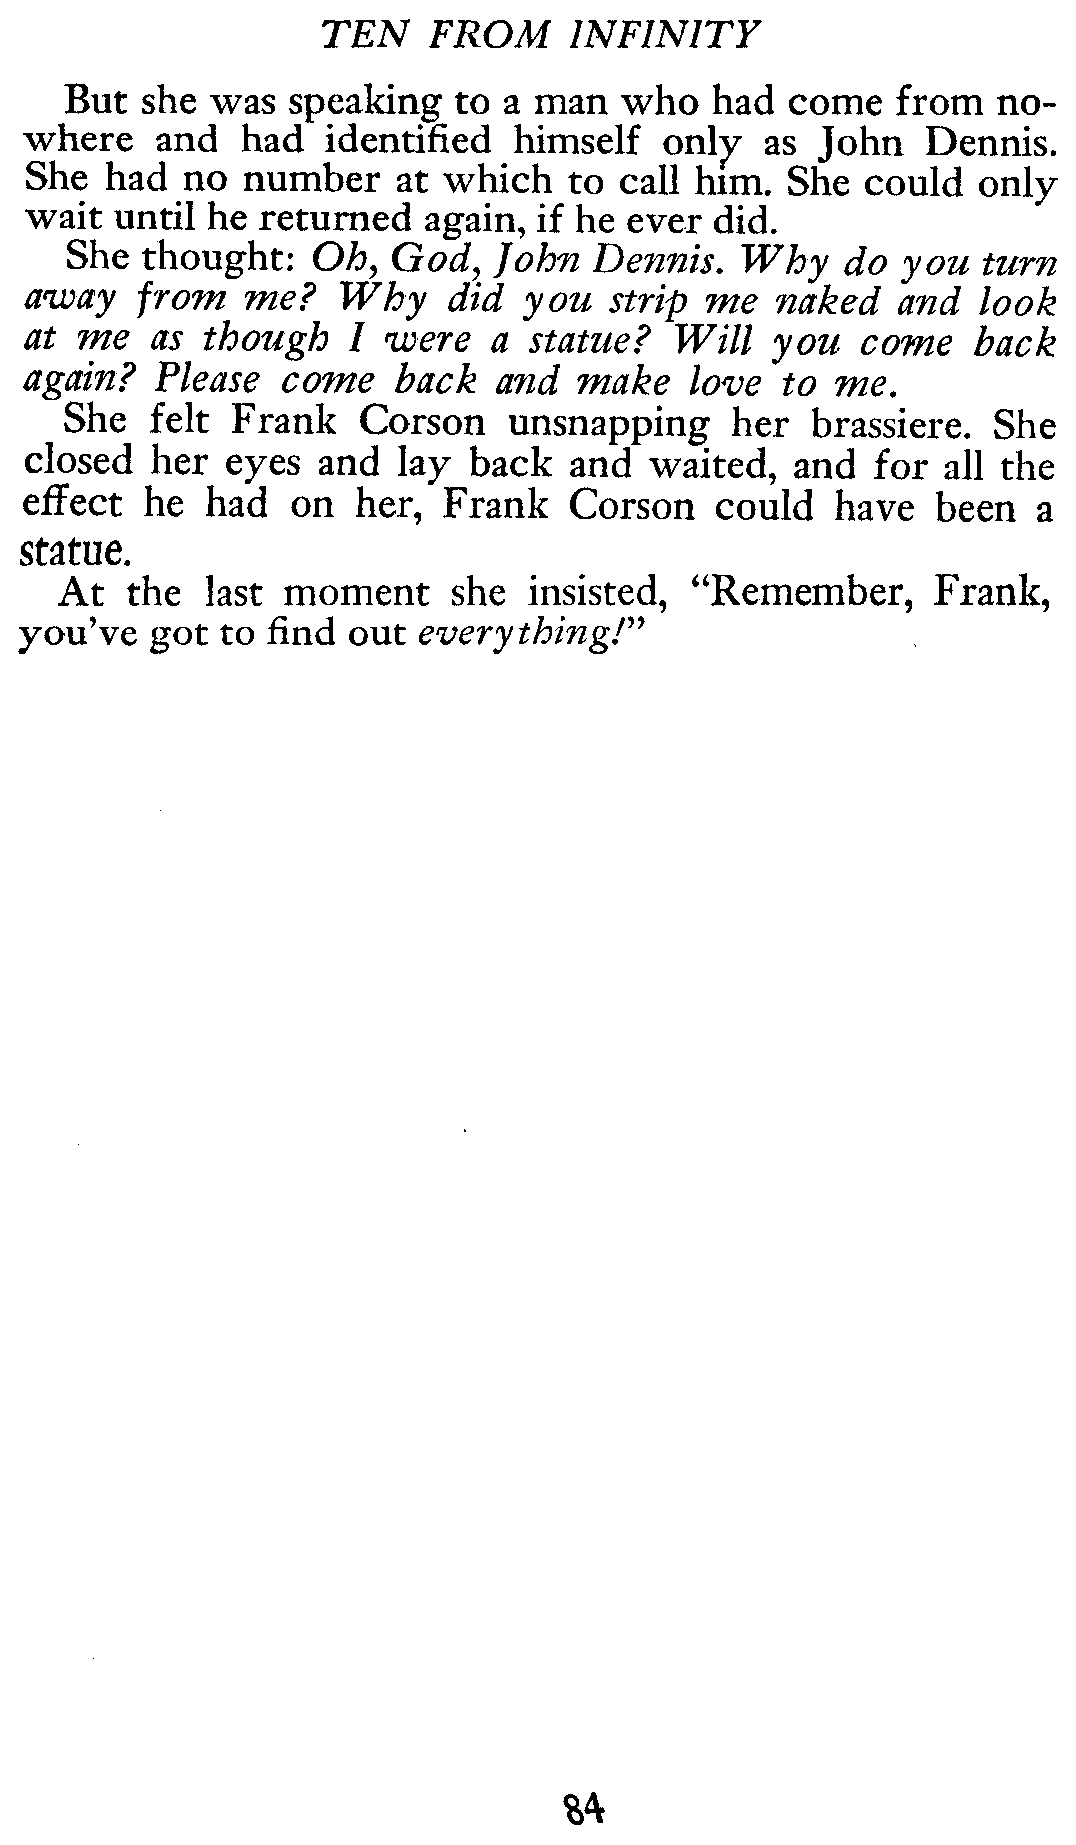 TEN FROM INFINITY
But she was speaking to a man who had come from no-
where and had identified himself only as John Dennis.
She had no number at which to call him. She could only
wait until he returned again, if he ever did.
She thought: Oh, God, John Dennis. Why do you turn
away from me? Why did you strip me naked and look
at me as though I were a statue? Will you come back
again? Please come back and make love to me.
She felt Frank Corson unsnapping her brassiere. She
closed her eyes and lay back and waited, and for all the
effect he had on her, Frank Corson could have been a
statue.
At the last moment she insisted, “Remember, Frank,
you've got to find out everything!”
84